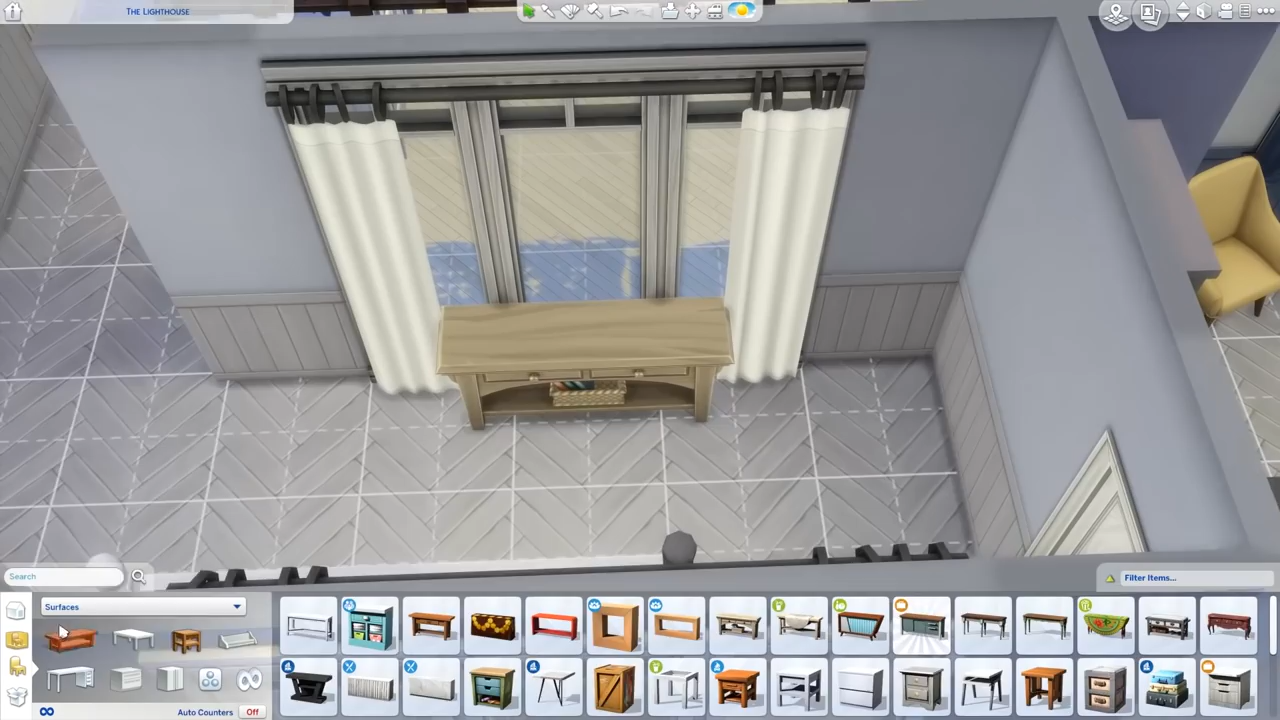 THE LIGHTHOUSE
Search
Filter Items...
Surfaces
Auto Counters
Off